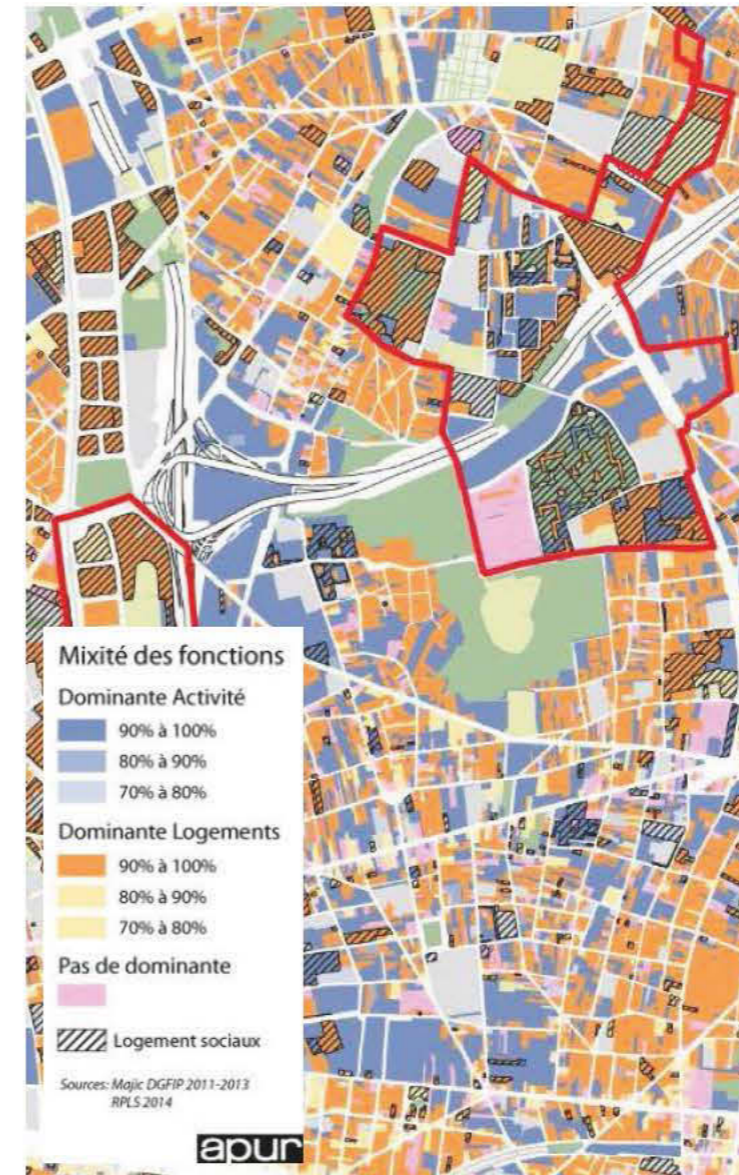 Mixité des fonctions
Dominante Activité
90% à 100%
80% à 90%
70% à 80%
Dominante Logements
90% à 100%
80% à 90%
70% à 80%
Pas de dominante
Logement sociaux
Sources: Majic DGFIP 2011-2013
RPLS 2014
apur